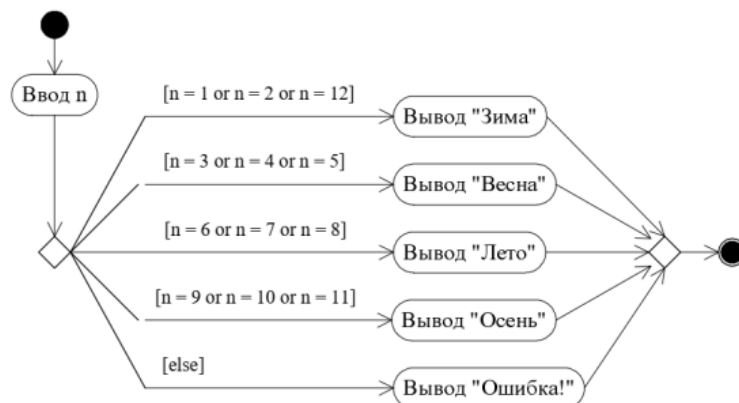 Ввод n
[n = 1 or n = 2 or n = 12]
Вывод "Зима"
[n = 3 or n = 4 or n = 5]
Вывод "Весна"
[n = 6 or n = 7 or n = 8]
Вывод "Лето"
[n = 9 or n = 10 or n = 11]
Вывод "Осень"
[else]
Вывод "Ошибка!"